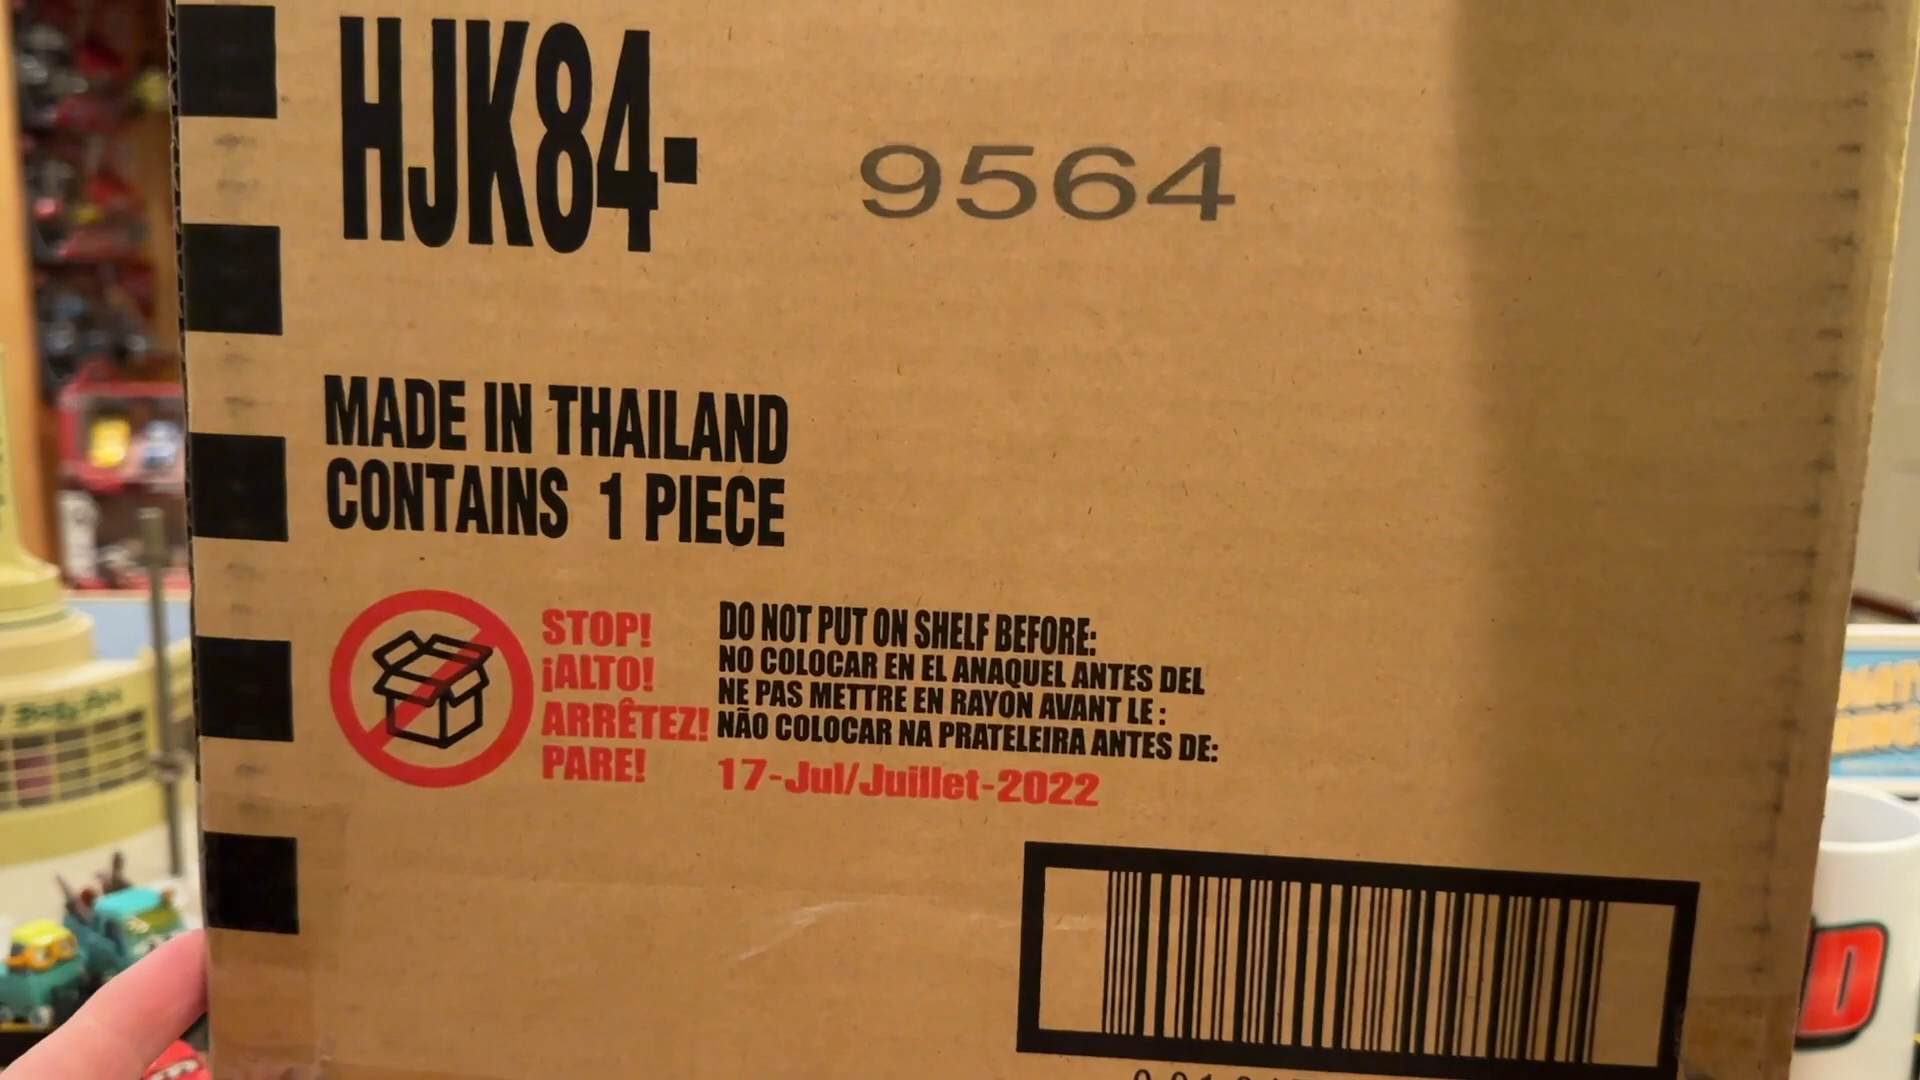 HJK84- 9564
MADE IN THAILAND
CONTAINS 1 PIECE
STOP!
¡ALTO!
ARRÊTEZ!
PARE!
DO NOT PUT ON SHELF BEFORE:
NO COLOCAR EN EL ANAQUEL ANTES DEL
NE PAS METTRE EN RAYON AVANT LE :
NÃO COLOCAR NA PRATELEIRA ANTES DE:
17-Jul/Juillet-2022
D